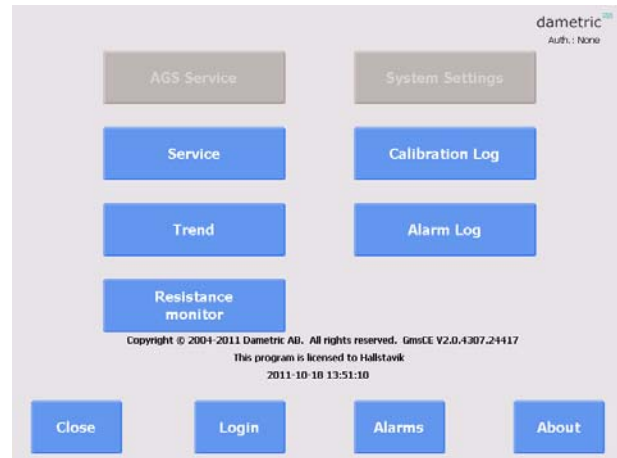 dametric
Auth.: None
AGS Service
System Settings
Service
Calibration Log
Trend
Alarm Log
Resistance
monitor
Copyright © 2004-2011 Dametric AB. All rights reserved. GmsCE V2.0.4307.24417
This program is licensed to Hallstavik
2011-10-18 13:51:10
Close
Login
Alarms
About